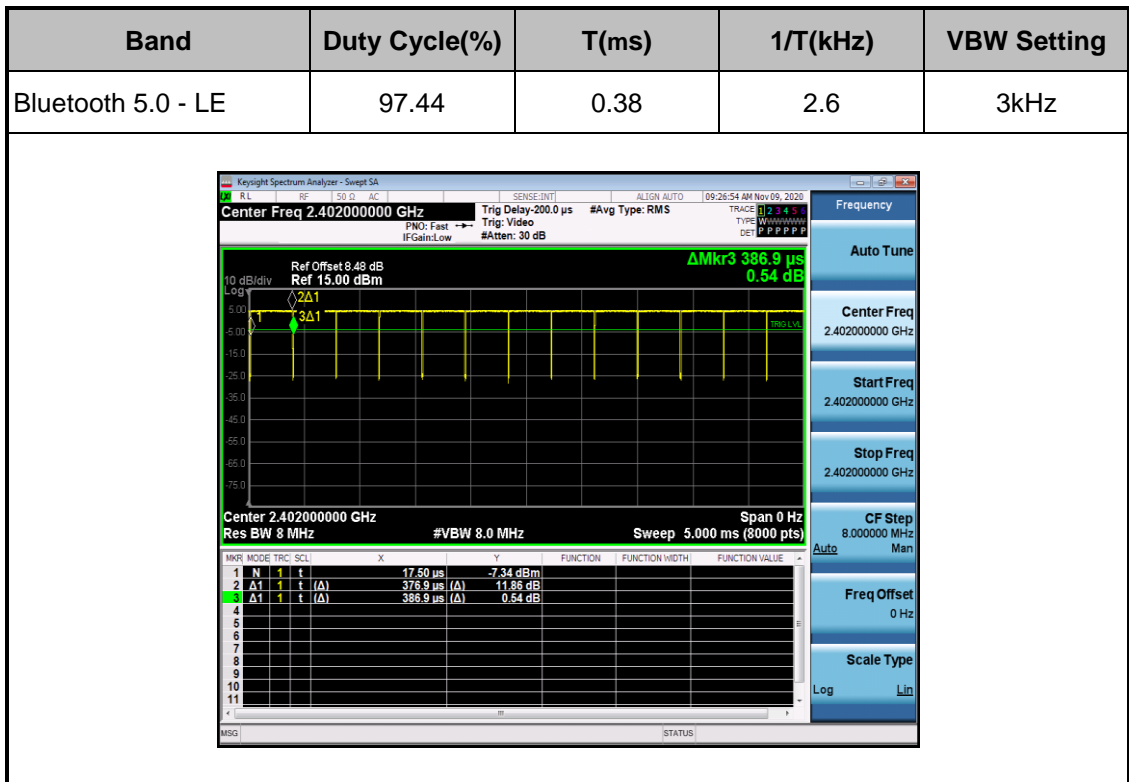 Band Duty Cycle(%) T(ms) 1/T(kHz) VBW Setting
Bluetooth 5.0 - LE 97.44 0.38 2.6 3kHz
Keysight Spectrum Analyzer - Swept SA
LXI RL RF 50 Ω AC SENSE:INT ALIGN AUTO 09:26:54 AM Nov 09, 2020
Center Freq 2.402000000 GHz
PNO: Fast
IFGain:Low
Trig Delay-200.0 µs
Trig: Video
#Atten: 30 dB
#Avg Type: RMS
TRACE 1 2 3 4 5 6
TYPE WWWWWW
DET P P P P P P
Frequency
Auto Tune
Center Freq
2.402000000 GHz
Start Freq
2.402000000 GHz
Stop Freq
2.402000000 GHz
CF Step
8.000000 MHz
Auto Man
Freq Offset
0 Hz
Scale Type
Log Lin
ΔMkr3 386.9 µs
0.54 dB
Ref Offset 8.48 dB
10 dB/div Ref 15.00 dBm
Log
2Δ1
5.00
1 3Δ1
TRIG LVL
-5.00
-15.0
-25.0
-35.0
-45.0
-55.0
-65.0
-75.0
Center 2.402000000 GHz Span 0 Hz
Res BW 8 MHz #VBW 8.0 MHz Sweep 5.000 ms (8000 pts)
MKR MODE TRC SCL X Y FUNCTION FUNCTION WIDTH FUNCTION VALUE
1 N 1 t 17.50 µs -7.34 dBm
2 Δ1 1 t (Δ) 376.9 µs (Δ) 11.86 dB
3 Δ1 1 t (Δ) 386.9 µs (Δ) 0.54 dB
4
5
6
7
8
9
10
11
MSG STATUS